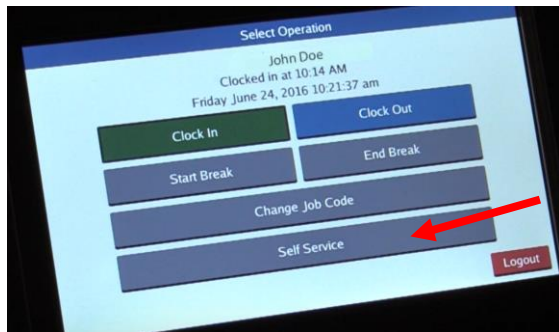 Select Operation
John Doe
Clocked in at 10:14 AM
Friday June 24, 2016 10:21:37 am
Clock In
Clock Out
Start Break
End Break
Change Job Code
Self Service
Logout